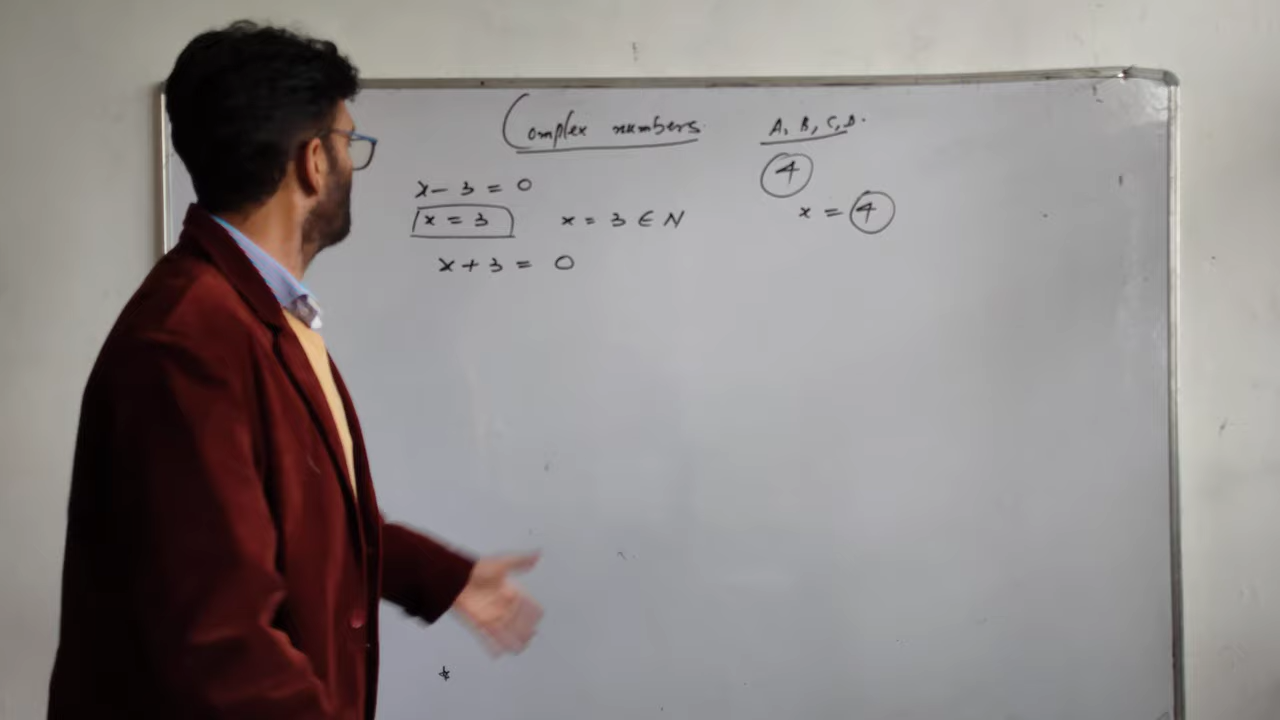 Complex numbers
A, B, C, D.
4
x - 3 = 0
x = 3 x = 3 ∈ N
x = 4
x + 3 = 0